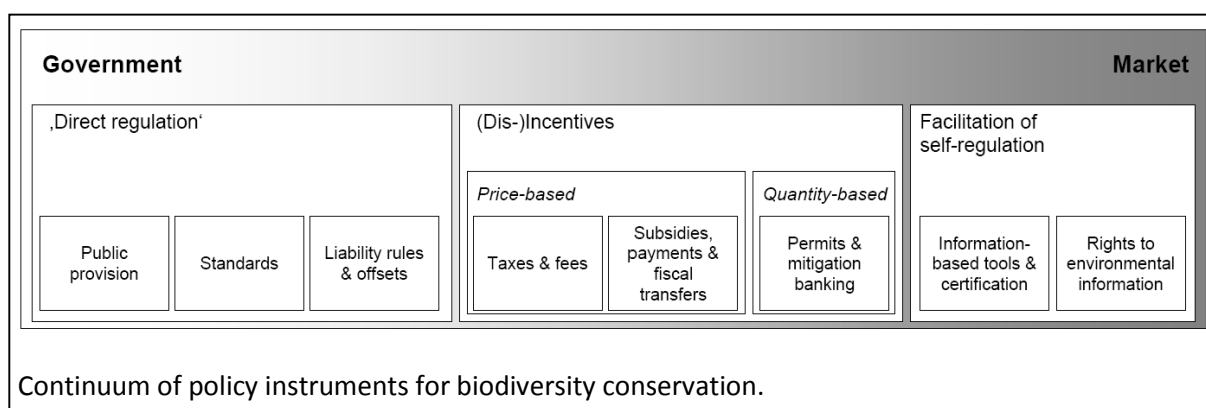 Government
Market
‚Direct regulation‘
(Dis-)Incentives
Facilitation of
self-regulation
Price-based
Quantity-based
Public
provision
Standards
Liability rules
& offsets
Taxes & fees
Subsidies,
payments &
fiscal
transfers
Permits &
mitigation
banking
Information-
based tools &
certification
Rights to
environmental
information
Continuum of policy instruments for biodiversity conservation.